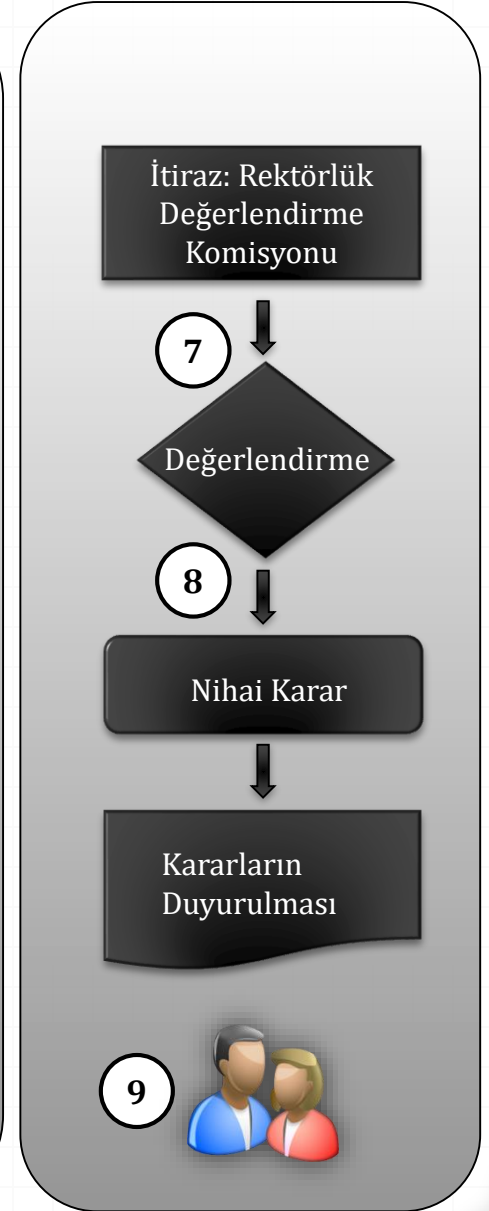 İtiraz: Rektörlük
Değerlendirme
Komisyonu
7
Değerlendirme
8
Nihai Karar
Kararların
Duyurulması
9